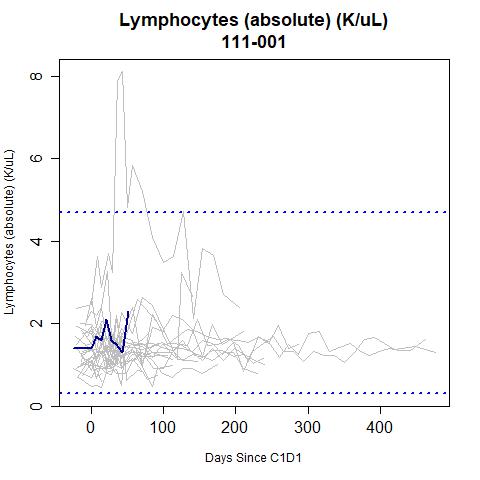 Lymphocytes (absolute) (K/uL)
111-001
Lymphocytes (absolute) (K/uL)
8
6
4
2
0
0 100 200 300 400
Days Since C1D1